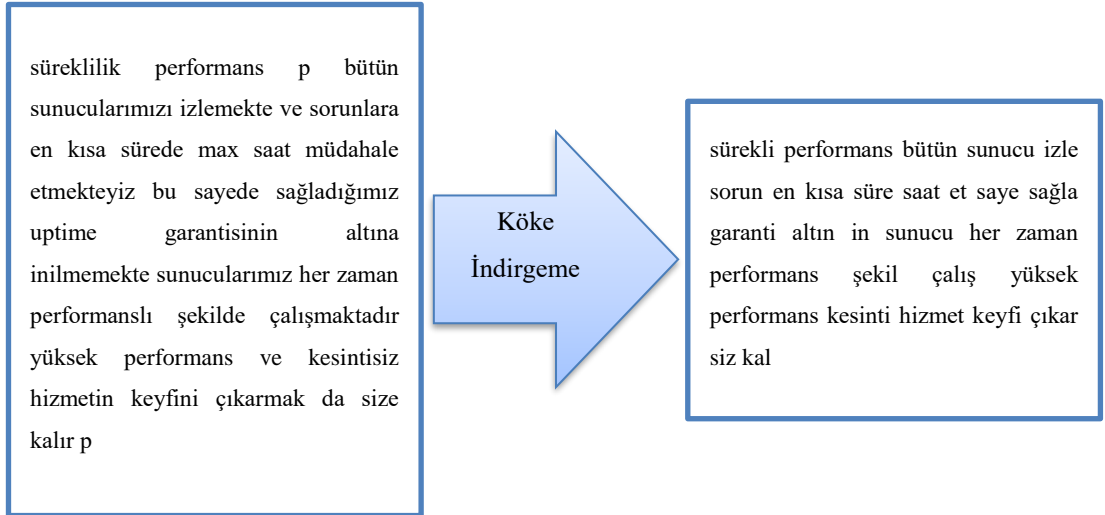 süreklilik performans p bütün
sunucularımızı izlemekte ve sorunlara
en kısa sürede max saat müdahale
etmekteyiz bu sayede sağladığımız
uptime garantisinin altına
inilmemekte sunucularımız her zaman
performanslı şekilde çalışmaktadır
yüksek performans ve kesintisiz
hizmetin keyfini çıkarmak da size
kalır p
Köke
İndirgeme
sürekli performans bütün sunucu izle
sorun en kısa süre saat et saye sağla
garanti altın in sunucu her zaman
performans şekil çalış yüksek
performans kesinti hizmet keyfi çıkar
siz kal